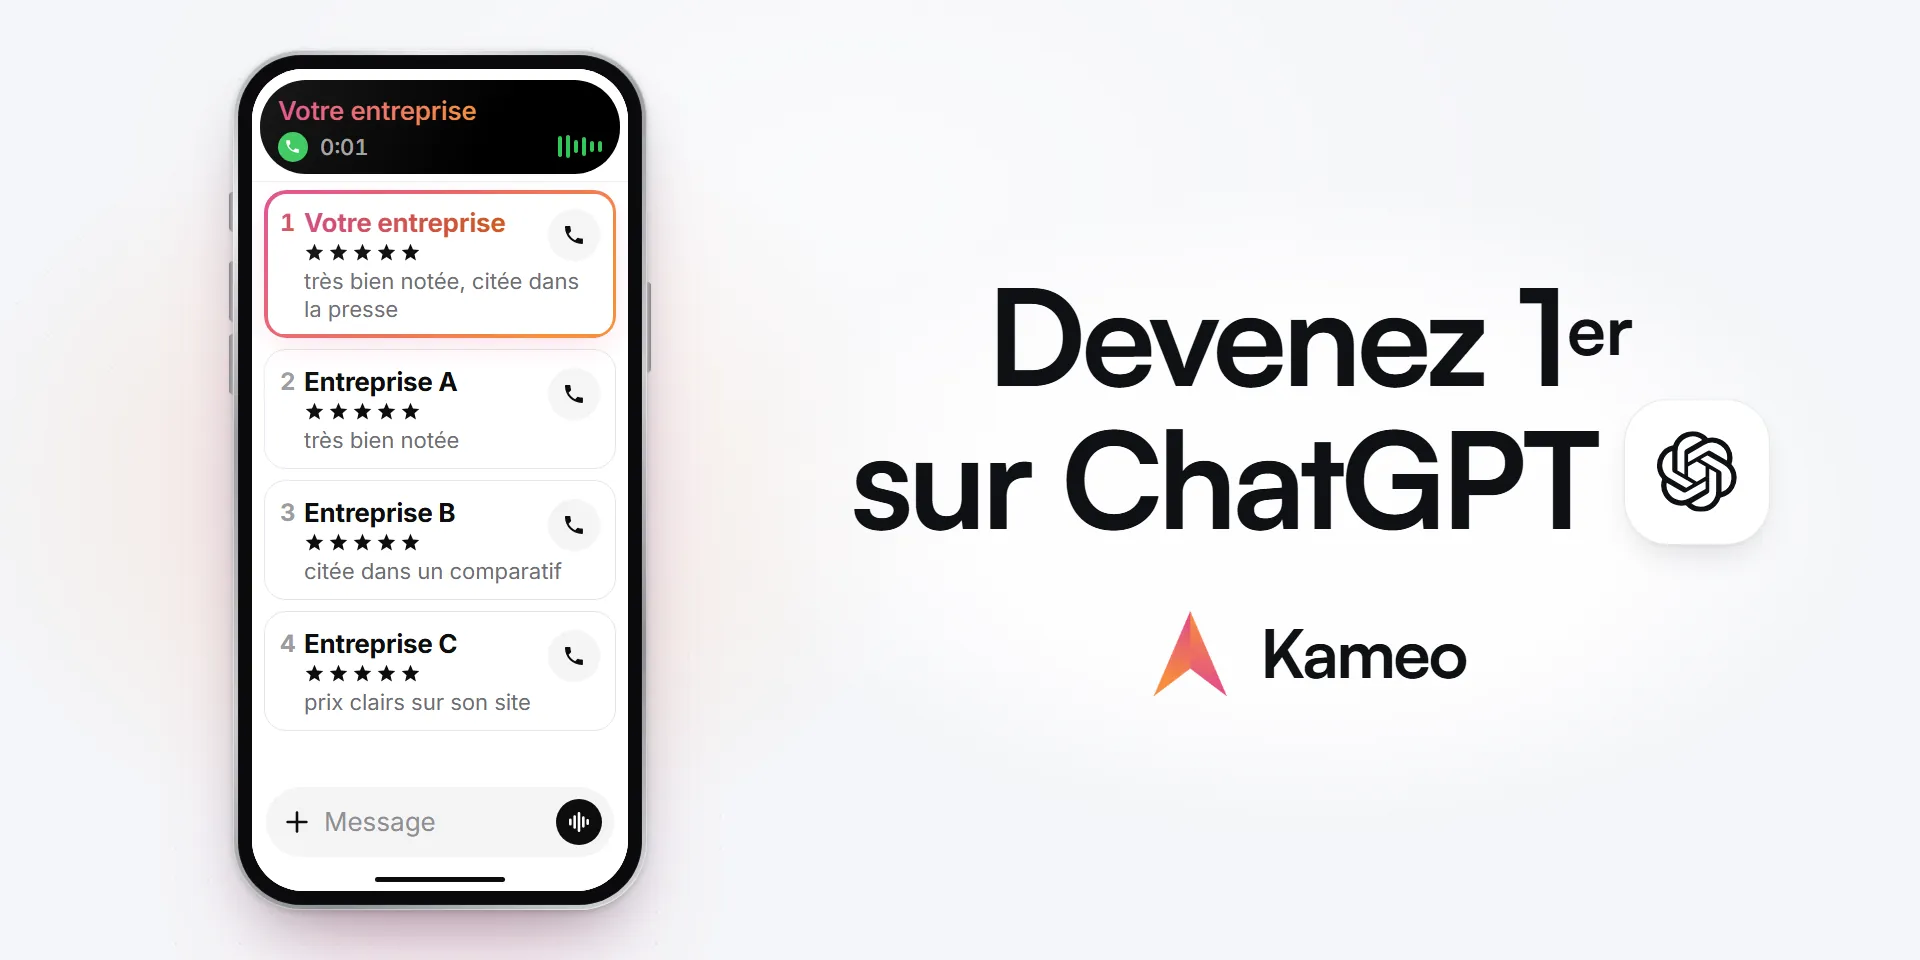 Votre entreprise
0:01
1 Votre entreprise
très bien notée, citée dans
la presse
2 Entreprise A
très bien notée
3 Entreprise B
citée dans un comparatif
4 Entreprise C
prix clairs sur son site
Message
Devenez 1er
sur ChatGPT
Kameo